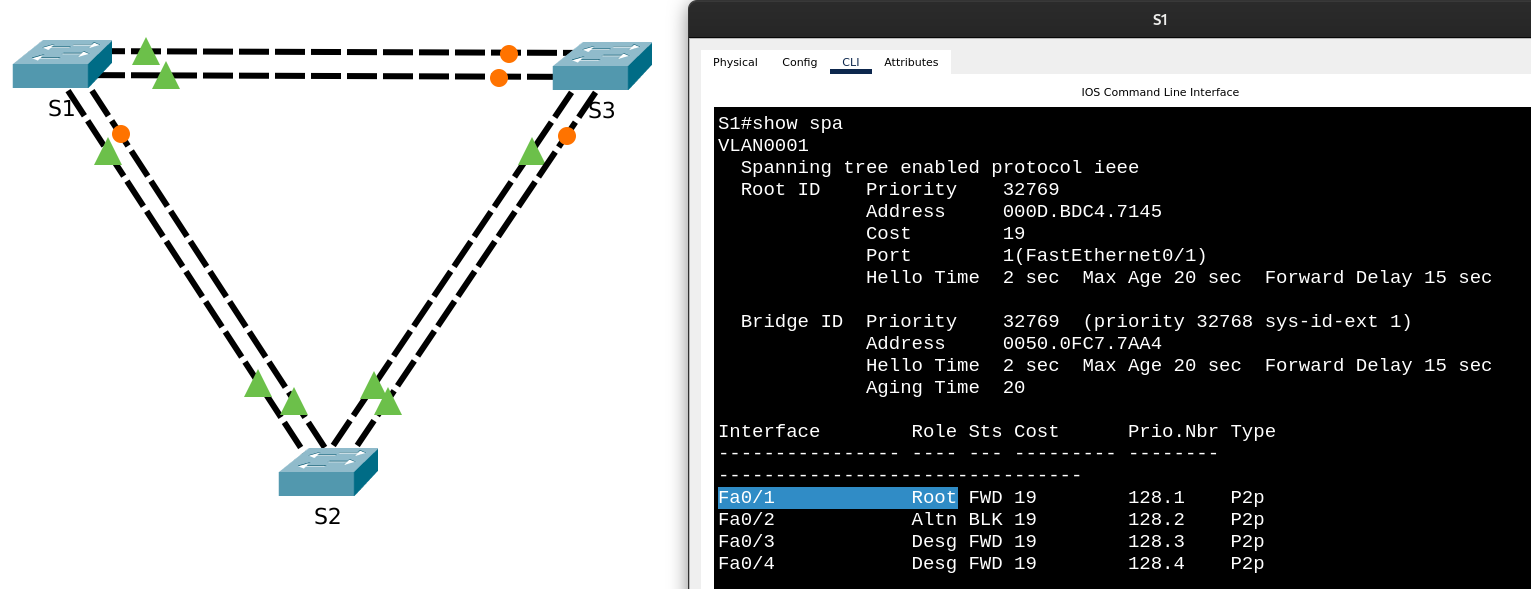 S1
S3
S2
S1
Physical Config CLI Attributes
IOS Command Line Interface
S1#show spa
VLAN0001
  Spanning tree enabled protocol ieee
  Root ID    Priority    32769
             Address     000D.BDC4.7145
             Cost        19
             Port        1(FastEthernet0/1)
             Hello Time  2 sec  Max Age 20 sec  Forward Delay 15 sec
  Bridge ID  Priority    32769  (priority 32768 sys-id-ext 1)
             Address     0050.0FC7.7AA4
             Hello Time  2 sec  Max Age 20 sec  Forward Delay 15 sec
             Aging Time  20
Interface        Role Sts Cost      Prio.Nbr Type
---------------- ---- --- --------- --------
--------------------------------
Fa0/1            Root FWD 19        128.1    P2p
Fa0/2            Altn BLK 19        128.2    P2p
Fa0/3            Desg FWD 19        128.3    P2p
Fa0/4            Desg FWD 19        128.4    P2p